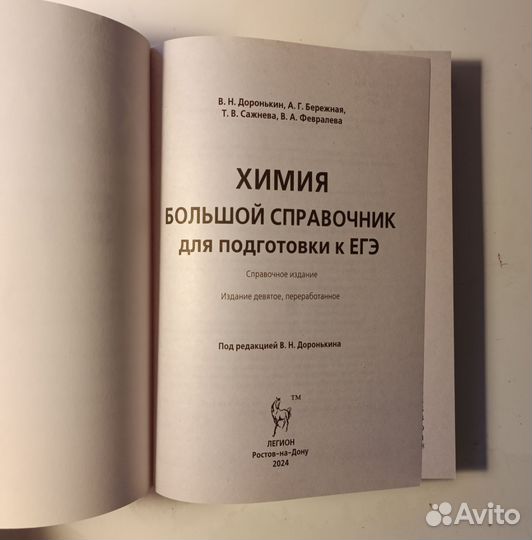 В. Н. Доронькин, А. Г. Бережная,
Т. В. Сажнева, В. А. Февралева
ХИМИЯ
БОЛЬШОЙ СПРАВОЧНИК
для подготовки к ЕГЭ
Справочное издание
Издание девятое, переработанное
Под редакцией В. Н. Доронькина
TM
ЛЕГИОН
Ростов-на-Дону
2024
Avito